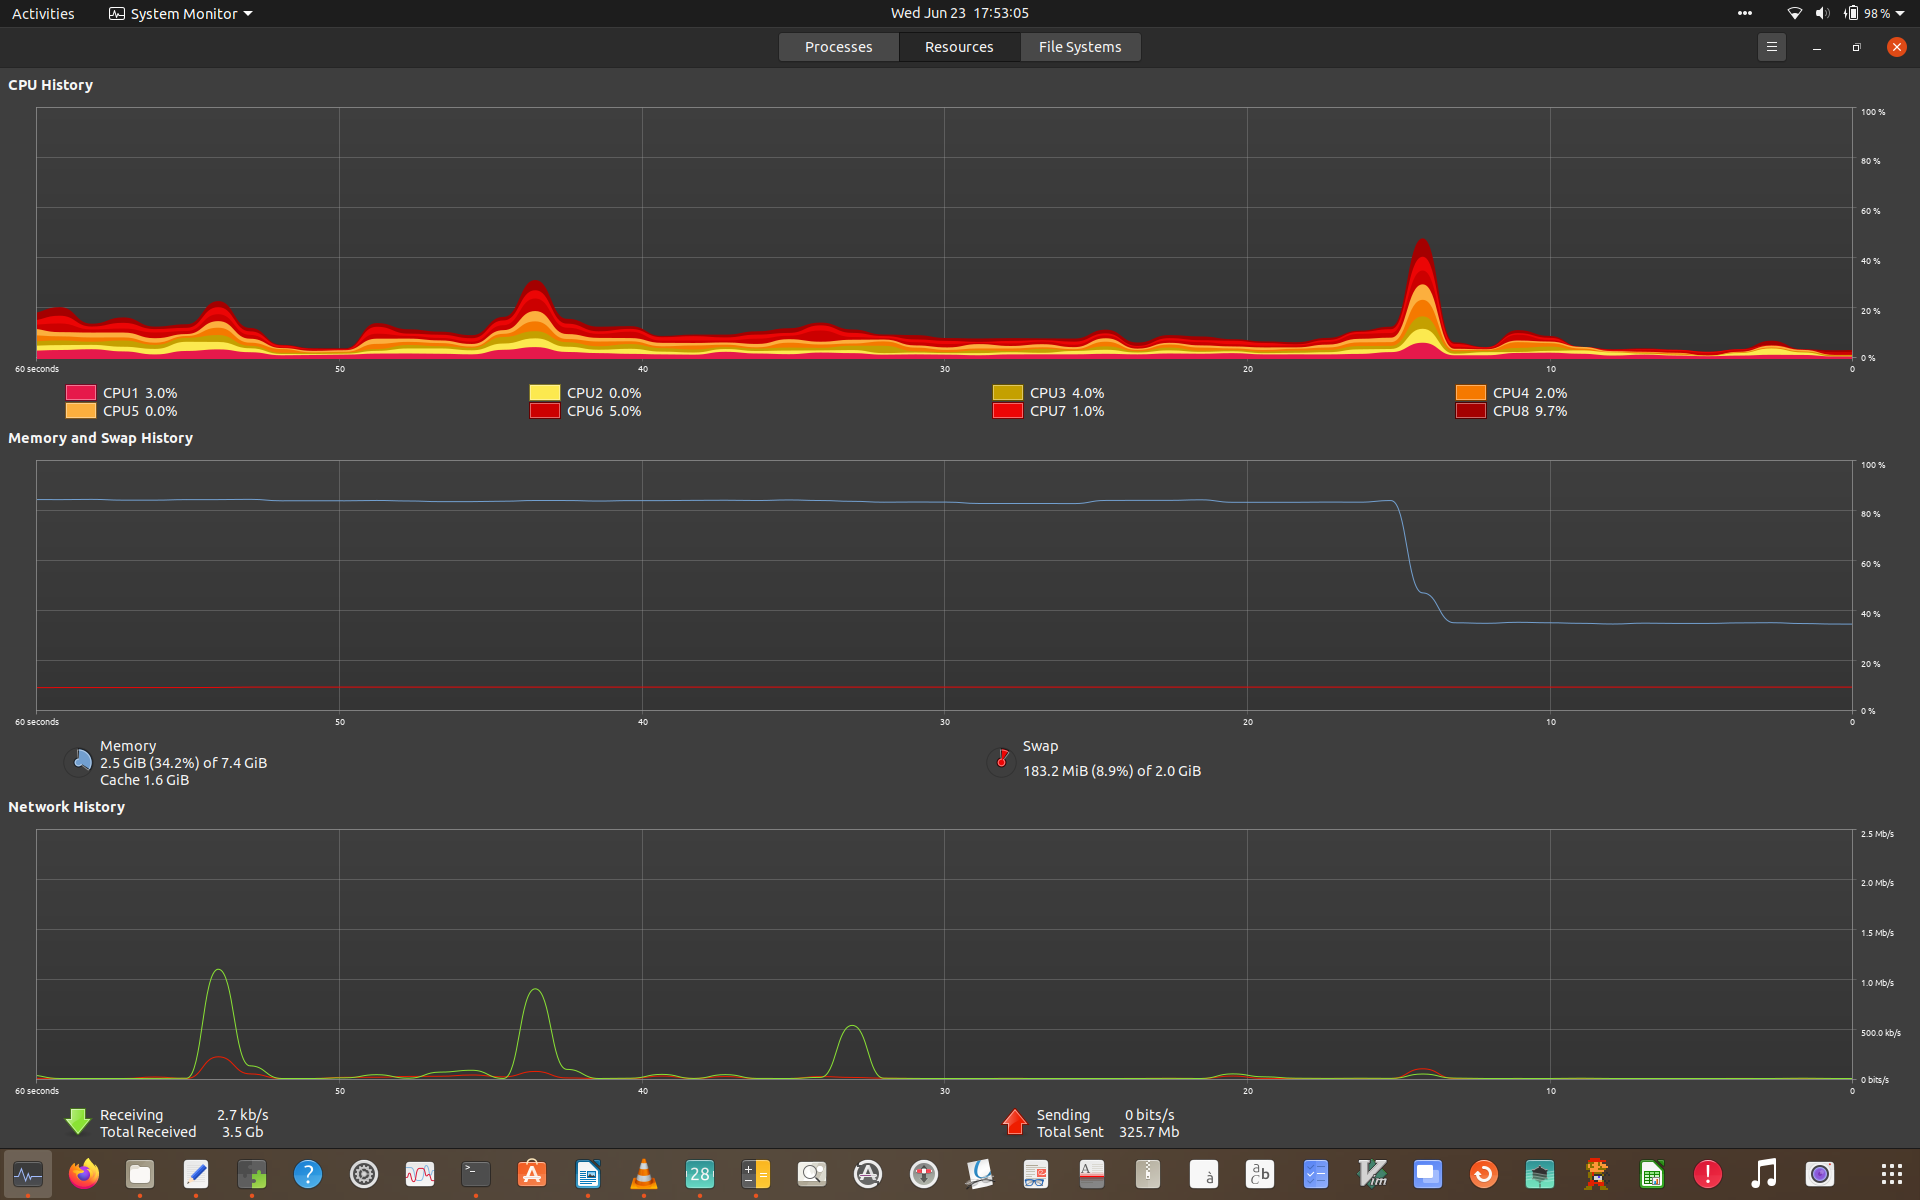 Activities
System Monitor
Wed Jun 23 17:53:05
98 %
Processes
Resources
File Systems
CPU History
100 %
80 %
60 %
40 %
20 %
0 %
60 seconds
50
40
30
20
10
0
CPU1 3.0%
CPU2 0.0%
CPU3 4.0%
CPU4 2.0%
CPU5 0.0%
CPU6 5.0%
CPU7 1.0%
CPU8 9.7%
Memory and Swap History
100 %
80 %
60 %
40 %
20 %
0 %
60 seconds
50
40
30
20
10
0
Memory
2.5 GiB (34.2%) of 7.4 GiB
Cache 1.6 GiB
Swap
183.2 MiB (8.9%) of 2.0 GiB
Network History
2.5 Mb/s
2.0 Mb/s
1.5 Mb/s
1.0 Mb/s
500.0 kb/s
0 bits/s
60 seconds
50
40
30
20
10
0
Receiving 2.7 kb/s
Total Received 3.5 Gb
Sending 0 bits/s
Total Sent 325.7 Mb
28